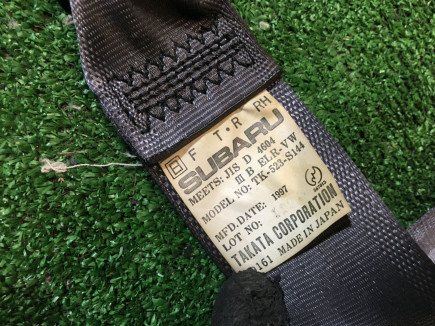 F T・R RH
SUBARU
MEETS: JIS D 4604
III B ELR-VW
MODEL NO: TK-523-S144
MFD.DATE: 1997
LOT NO:
TAKATA CORPORATION
MADE IN JAPAN